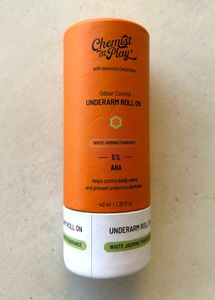 Chemist
at Play
with essential Ceramides
Odour Control
UNDERARM ROLL ON
WHITE JASMINE FRAGRANCE
5%
AHA
Helps control body odour
and prevent underarm darkness
40 ml / 1.35 fl.oz
UNDERARM ROLL ON
WHITE JASMINE FRAGRANCE